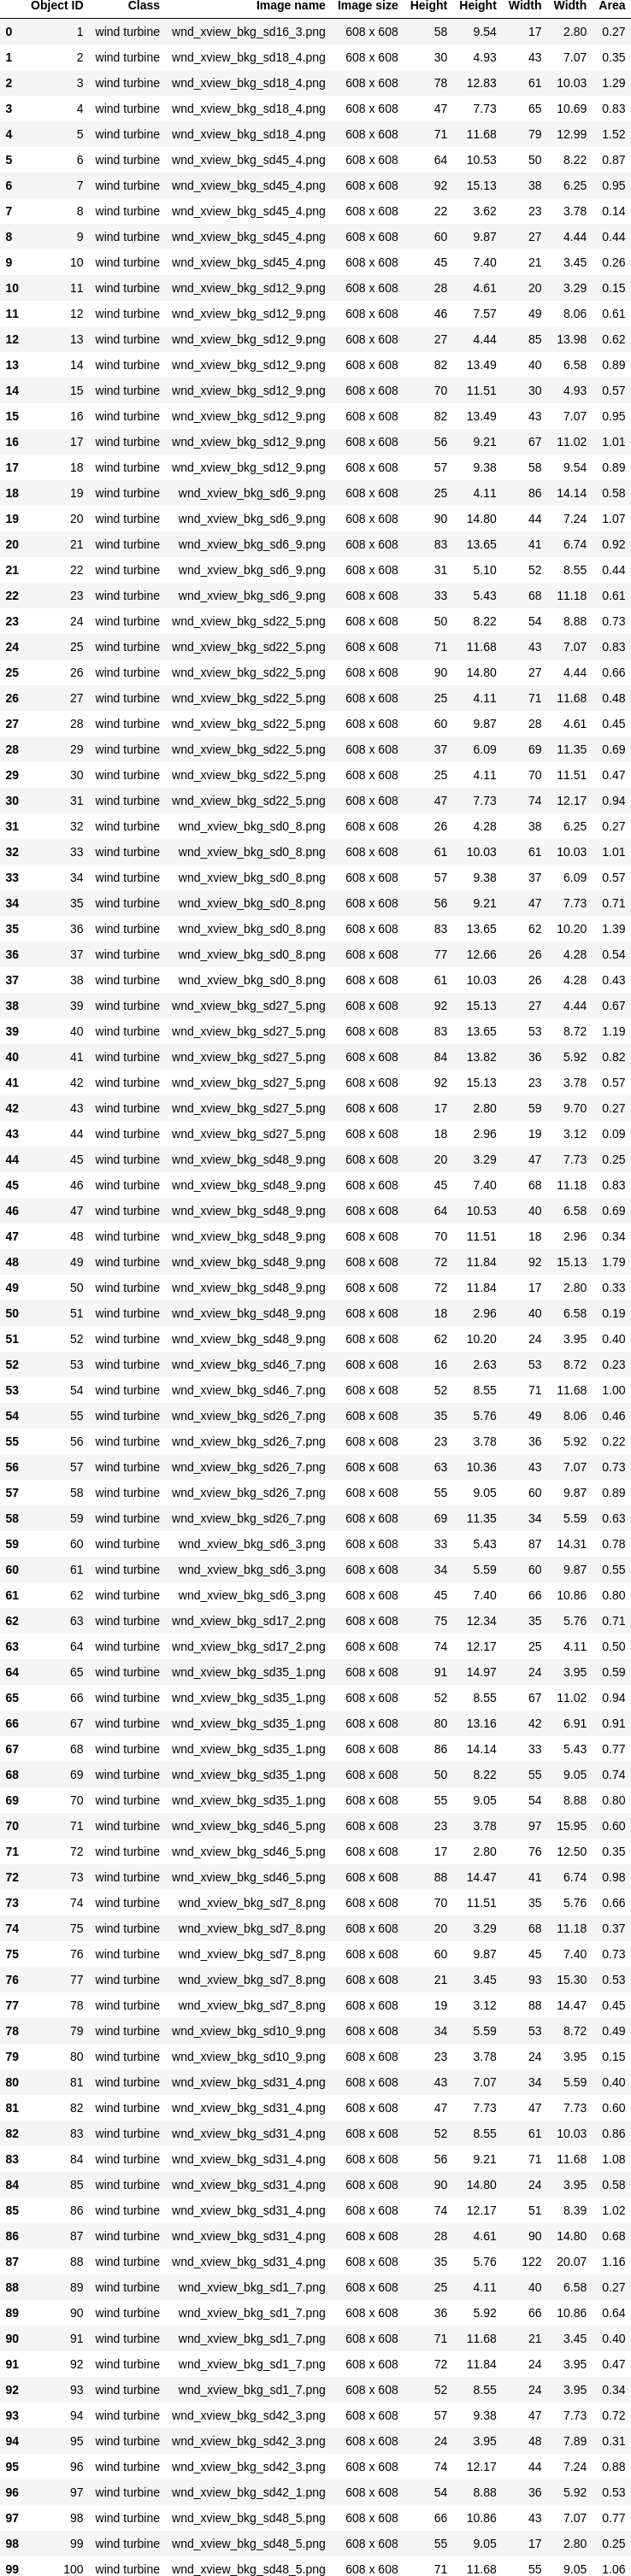 Object ID Class Image name Image size Height Height Width Width Area
0 1 wind turbine wnd_xview_bkg_sd16_3.png 608 x 608 58 9.54 17 2.80 0.27
1 2 wind turbine wnd_xview_bkg_sd18_4.png 608 x 608 30 4.93 43 7.07 0.35
2 3 wind turbine wnd_xview_bkg_sd18_4.png 608 x 608 78 12.83 61 10.03 1.29
3 4 wind turbine wnd_xview_bkg_sd18_4.png 608 x 608 47 7.73 65 10.69 0.83
4 5 wind turbine wnd_xview_bkg_sd18_4.png 608 x 608 71 11.68 79 12.99 1.52
5 6 wind turbine wnd_xview_bkg_sd45_4.png 608 x 608 64 10.53 50 8.22 0.87
6 7 wind turbine wnd_xview_bkg_sd45_4.png 608 x 608 92 15.13 38 6.25 0.95
7 8 wind turbine wnd_xview_bkg_sd45_4.png 608 x 608 22 3.62 23 3.78 0.14
8 9 wind turbine wnd_xview_bkg_sd45_4.png 608 x 608 60 9.87 27 4.44 0.44
9 10 wind turbine wnd_xview_bkg_sd45_4.png 608 x 608 45 7.40 21 3.45 0.26
10 11 wind turbine wnd_xview_bkg_sd12_9.png 608 x 608 28 4.61 20 3.29 0.15
11 12 wind turbine wnd_xview_bkg_sd12_9.png 608 x 608 46 7.57 49 8.06 0.61
12 13 wind turbine wnd_xview_bkg_sd12_9.png 608 x 608 27 4.44 85 13.98 0.62
13 14 wind turbine wnd_xview_bkg_sd12_9.png 608 x 608 82 13.49 40 6.58 0.89
14 15 wind turbine wnd_xview_bkg_sd12_9.png 608 x 608 70 11.51 30 4.93 0.57
15 16 wind turbine wnd_xview_bkg_sd12_9.png 608 x 608 82 13.49 43 7.07 0.95
16 17 wind turbine wnd_xview_bkg_sd12_9.png 608 x 608 56 9.21 67 11.02 1.01
17 18 wind turbine wnd_xview_bkg_sd12_9.png 608 x 608 57 9.38 58 9.54 0.89
18 19 wind turbine wnd_xview_bkg_sd6_9.png 608 x 608 25 4.11 86 14.14 0.58
19 20 wind turbine wnd_xview_bkg_sd6_9.png 608 x 608 90 14.80 44 7.24 1.07
20 21 wind turbine wnd_xview_bkg_sd6_9.png 608 x 608 83 13.65 41 6.74 0.92
21 22 wind turbine wnd_xview_bkg_sd6_9.png 608 x 608 31 5.10 52 8.55 0.44
22 23 wind turbine wnd_xview_bkg_sd6_9.png 608 x 608 33 5.43 68 11.18 0.61
23 24 wind turbine wnd_xview_bkg_sd22_5.png 608 x 608 50 8.22 54 8.88 0.73
24 25 wind turbine wnd_xview_bkg_sd22_5.png 608 x 608 71 11.68 43 7.07 0.83
25 26 wind turbine wnd_xview_bkg_sd22_5.png 608 x 608 90 14.80 27 4.44 0.66
26 27 wind turbine wnd_xview_bkg_sd22_5.png 608 x 608 25 4.11 71 11.68 0.48
27 28 wind turbine wnd_xview_bkg_sd22_5.png 608 x 608 60 9.87 28 4.61 0.45
28 29 wind turbine wnd_xview_bkg_sd22_5.png 608 x 608 37 6.09 69 11.35 0.69
29 30 wind turbine wnd_xview_bkg_sd22_5.png 608 x 608 25 4.11 70 11.51 0.47
30 31 wind turbine wnd_xview_bkg_sd22_5.png 608 x 608 47 7.73 74 12.17 0.94
31 32 wind turbine wnd_xview_bkg_sd0_8.png 608 x 608 26 4.28 38 6.25 0.27
32 33 wind turbine wnd_xview_bkg_sd0_8.png 608 x 608 61 10.03 61 10.03 1.01
33 34 wind turbine wnd_xview_bkg_sd0_8.png 608 x 608 57 9.38 37 6.09 0.57
34 35 wind turbine wnd_xview_bkg_sd0_8.png 608 x 608 56 9.21 47 7.73 0.71
35 36 wind turbine wnd_xview_bkg_sd0_8.png 608 x 608 83 13.65 62 10.20 1.39
36 37 wind turbine wnd_xview_bkg_sd0_8.png 608 x 608 77 12.66 26 4.28 0.54
37 38 wind turbine wnd_xview_bkg_sd0_8.png 608 x 608 61 10.03 26 4.28 0.43
38 39 wind turbine wnd_xview_bkg_sd27_5.png 608 x 608 92 15.13 27 4.44 0.67
39 40 wind turbine wnd_xview_bkg_sd27_5.png 608 x 608 83 13.65 53 8.72 1.19
40 41 wind turbine wnd_xview_bkg_sd27_5.png 608 x 608 84 13.82 36 5.92 0.82
41 42 wind turbine wnd_xview_bkg_sd27_5.png 608 x 608 92 15.13 23 3.78 0.57
42 43 wind turbine wnd_xview_bkg_sd27_5.png 608 x 608 17 2.80 59 9.70 0.27
43 44 wind turbine wnd_xview_bkg_sd27_5.png 608 x 608 18 2.96 19 3.12 0.09
44 45 wind turbine wnd_xview_bkg_sd48_9.png 608 x 608 20 3.29 47 7.73 0.25
45 46 wind turbine wnd_xview_bkg_sd48_9.png 608 x 608 45 7.40 68 11.18 0.83
46 47 wind turbine wnd_xview_bkg_sd48_9.png 608 x 608 64 10.53 40 6.58 0.69
47 48 wind turbine wnd_xview_bkg_sd48_9.png 608 x 608 70 11.51 18 2.96 0.34
48 49 wind turbine wnd_xview_bkg_sd48_9.png 608 x 608 72 11.84 92 15.13 1.79
49 50 wind turbine wnd_xview_bkg_sd48_9.png 608 x 608 72 11.84 17 2.80 0.33
50 51 wind turbine wnd_xview_bkg_sd48_9.png 608 x 608 18 2.96 40 6.58 0.19
51 52 wind turbine wnd_xview_bkg_sd48_9.png 608 x 608 62 10.20 24 3.95 0.40
52 53 wind turbine wnd_xview_bkg_sd46_7.png 608 x 608 16 2.63 53 8.72 0.23
53 54 wind turbine wnd_xview_bkg_sd46_7.png 608 x 608 52 8.55 71 11.68 1.00
54 55 wind turbine wnd_xview_bkg_sd26_7.png 608 x 608 35 5.76 49 8.06 0.46
55 56 wind turbine wnd_xview_bkg_sd26_7.png 608 x 608 23 3.78 36 5.92 0.22
56 57 wind turbine wnd_xview_bkg_sd26_7.png 608 x 608 63 10.36 43 7.07 0.73
57 58 wind turbine wnd_xview_bkg_sd26_7.png 608 x 608 55 9.05 60 9.87 0.89
58 59 wind turbine wnd_xview_bkg_sd26_7.png 608 x 608 69 11.35 34 5.59 0.63
59 60 wind turbine wnd_xview_bkg_sd6_3.png 608 x 608 33 5.43 87 14.31 0.78
60 61 wind turbine wnd_xview_bkg_sd6_3.png 608 x 608 34 5.59 60 9.87 0.55
61 62 wind turbine wnd_xview_bkg_sd6_3.png 608 x 608 45 7.40 66 10.86 0.80
62 63 wind turbine wnd_xview_bkg_sd17_2.png 608 x 608 75 12.34 35 5.76 0.71
63 64 wind turbine wnd_xview_bkg_sd17_2.png 608 x 608 74 12.17 25 4.11 0.50
64 65 wind turbine wnd_xview_bkg_sd35_1.png 608 x 608 91 14.97 24 3.95 0.59
65 66 wind turbine wnd_xview_bkg_sd35_1.png 608 x 608 52 8.55 67 11.02 0.94
66 67 wind turbine wnd_xview_bkg_sd35_1.png 608 x 608 80 13.16 42 6.91 0.91
67 68 wind turbine wnd_xview_bkg_sd35_1.png 608 x 608 86 14.14 33 5.43 0.77
68 69 wind turbine wnd_xview_bkg_sd35_1.png 608 x 608 50 8.22 55 9.05 0.74
69 70 wind turbine wnd_xview_bkg_sd35_1.png 608 x 608 55 9.05 54 8.88 0.80
70 71 wind turbine wnd_xview_bkg_sd46_5.png 608 x 608 23 3.78 97 15.95 0.60
71 72 wind turbine wnd_xview_bkg_sd46_5.png 608 x 608 17 2.80 76 12.50 0.35
72 73 wind turbine wnd_xview_bkg_sd46_5.png 608 x 608 88 14.47 41 6.74 0.98
73 74 wind turbine wnd_xview_bkg_sd7_8.png 608 x 608 70 11.51 35 5.76 0.66
74 75 wind turbine wnd_xview_bkg_sd7_8.png 608 x 608 20 3.29 68 11.18 0.37
75 76 wind turbine wnd_xview_bkg_sd7_8.png 608 x 608 60 9.87 45 7.40 0.73
76 77 wind turbine wnd_xview_bkg_sd7_8.png 608 x 608 21 3.45 93 15.30 0.53
77 78 wind turbine wnd_xview_bkg_sd7_8.png 608 x 608 19 3.12 88 14.47 0.45
78 79 wind turbine wnd_xview_bkg_sd10_9.png 608 x 608 34 5.59 53 8.72 0.49
79 80 wind turbine wnd_xview_bkg_sd10_9.png 608 x 608 23 3.78 24 3.95 0.15
80 81 wind turbine wnd_xview_bkg_sd31_4.png 608 x 608 43 7.07 34 5.59 0.40
81 82 wind turbine wnd_xview_bkg_sd31_4.png 608 x 608 47 7.73 47 7.73 0.60
82 83 wind turbine wnd_xview_bkg_sd31_4.png 608 x 608 52 8.55 61 10.03 0.86
83 84 wind turbine wnd_xview_bkg_sd31_4.png 608 x 608 56 9.21 71 11.68 1.08
84 85 wind turbine wnd_xview_bkg_sd31_4.png 608 x 608 90 14.80 24 3.95 0.58
85 86 wind turbine wnd_xview_bkg_sd31_4.png 608 x 608 74 12.17 51 8.39 1.02
86 87 wind turbine wnd_xview_bkg_sd31_4.png 608 x 608 28 4.61 90 14.80 0.68
87 88 wind turbine wnd_xview_bkg_sd31_4.png 608 x 608 35 5.76 122 20.07 1.16
88 89 wind turbine wnd_xview_bkg_sd1_7.png 608 x 608 25 4.11 40 6.58 0.27
89 90 wind turbine wnd_xview_bkg_sd1_7.png 608 x 608 36 5.92 66 10.86 0.64
90 91 wind turbine wnd_xview_bkg_sd1_7.png 608 x 608 71 11.68 21 3.45 0.40
91 92 wind turbine wnd_xview_bkg_sd1_7.png 608 x 608 72 11.84 24 3.95 0.47
92 93 wind turbine wnd_xview_bkg_sd1_7.png 608 x 608 52 8.55 24 3.95 0.34
93 94 wind turbine wnd_xview_bkg_sd42_3.png 608 x 608 57 9.38 47 7.73 0.72
94 95 wind turbine wnd_xview_bkg_sd42_3.png 608 x 608 24 3.95 48 7.89 0.31
95 96 wind turbine wnd_xview_bkg_sd42_3.png 608 x 608 74 12.17 44 7.24 0.88
96 97 wind turbine wnd_xview_bkg_sd42_1.png 608 x 608 54 8.88 36 5.92 0.53
97 98 wind turbine wnd_xview_bkg_sd48_5.png 608 x 608 66 10.86 43 7.07 0.77
98 99 wind turbine wnd_xview_bkg_sd48_5.png 608 x 608 55 9.05 17 2.80 0.25
99 100 wind turbine wnd_xview_bkg_sd48_5.png 608 x 608 71 11.68 55 9.05 1.06